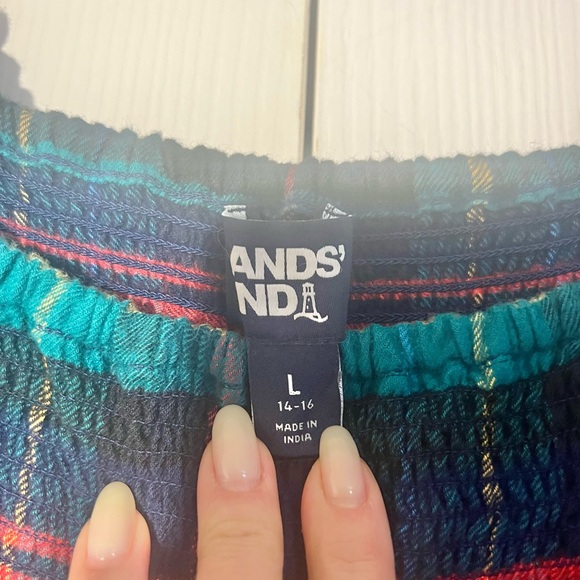 ANDS'
ND
L
14-16
MADE IN
INDIA